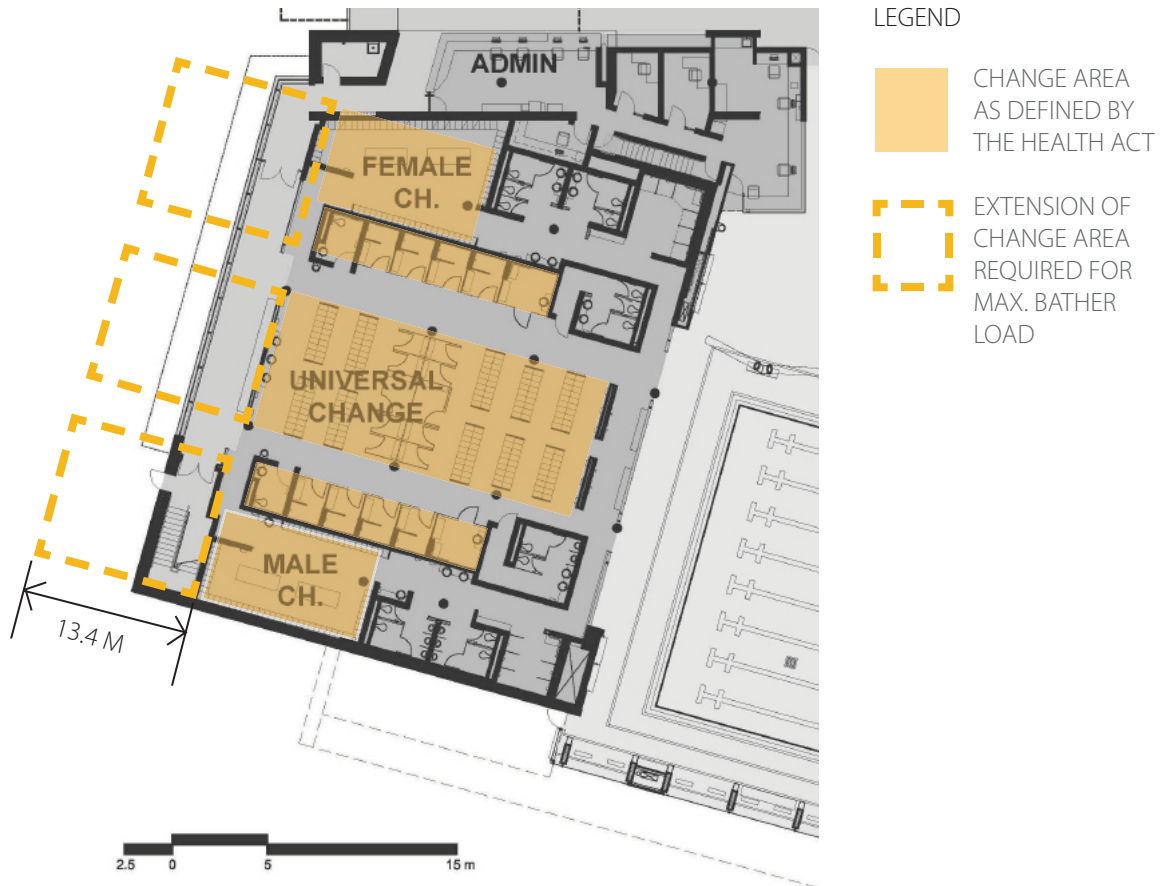 LEGEND
CHANGE AREA
AS DEFINED BY
THE HEALTH ACT
EXTENSION OF
CHANGE AREA
REQUIRED FOR
MAX. BATHER
LOAD
ADMIN
FEMALE
CH.
UNIVERSAL
CHANGE
MALE
CH.
13.4 M
2.5 0 5 15 m